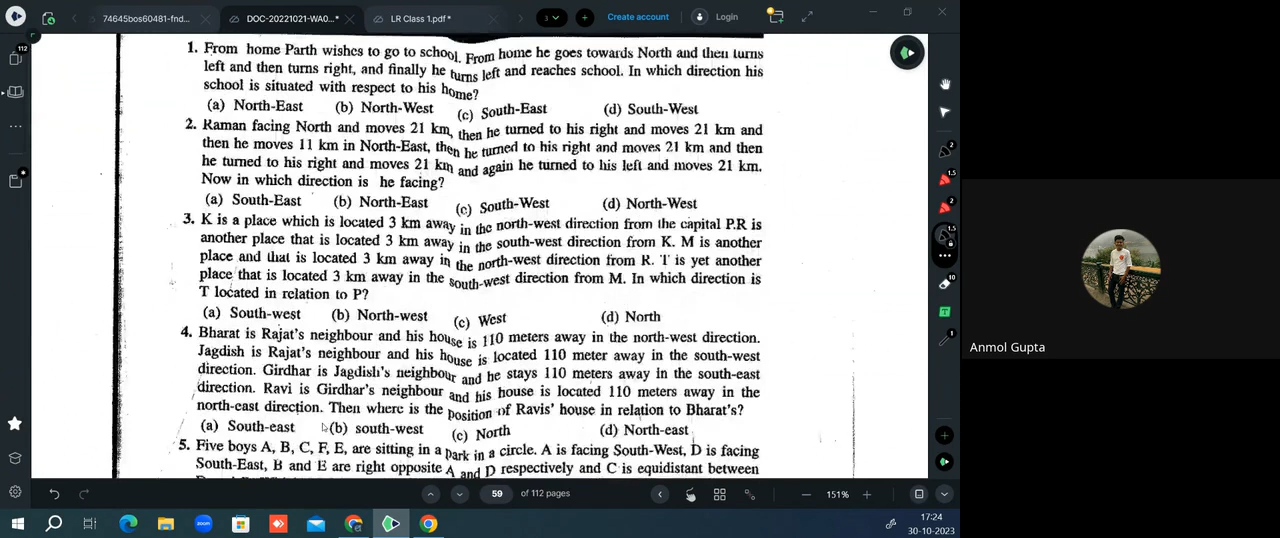 74645bos60481-fnd...
DOC-20221021-WA0...*
LR Class 1.pdf*
3
Create account
Login
112
1. From home Parth wishes to go to school. From home he goes towards North and then turns
left and then turns right, and finally he turns left and reaches school. In which direction his
school is situated with respect to his home?
(a) North-East (b) North-West (c) South-East (d) South-West
2. Raman facing North and moves 21 km, then he turned to his right and moves 21 km and
then he moves 11 km in North-East, then he turned to his right and moves 21 km and then
he turned to his right and moves 21 km and again he turned to his left and moves 21 km.
Now in which direction is he facing?
(a) South-East (b) North-East (c) South-West (d) North-West
3. K is a place which is located 3 km away in the north-west direction from the capital P.R is
another place that is located 3 km away in the south-west direction from K. M is another
place and that is located 3 km away in the north-west direction from R. T is yet another
place that is located 3 km away in the south-west direction from M. In which direction is
T located in relation to P?
(a) South-west (b) North-west (c) West (d) North
4. Bharat is Rajat's neighbour and his house is 110 meters away in the north-west direction.
Jagdish is Rajat's neighbour and his house is located 110 meter away in the south-west
direction. Girdhar is Jagdish's neighbour and he stays 110 meters away in the south-east
direction. Ravi is Girdhar's neighbour and his house is located 110 meters away in the
north-east direction. Then where is the position of Ravis' house in relation to Bharat's?
(a) South-east (b) south-west (c) North (d) North-east
5. Five boys A, B, C, F, E, are sitting in a park in a circle. A is facing South-West, D is facing
South-East, B and E are right opposite A and D respectively and C is equidistant between
2
1.5
2
1.5
10
T
1
Anmol Gupta
59 of 112 pages
151%
zoom
17:24
30-10-2023